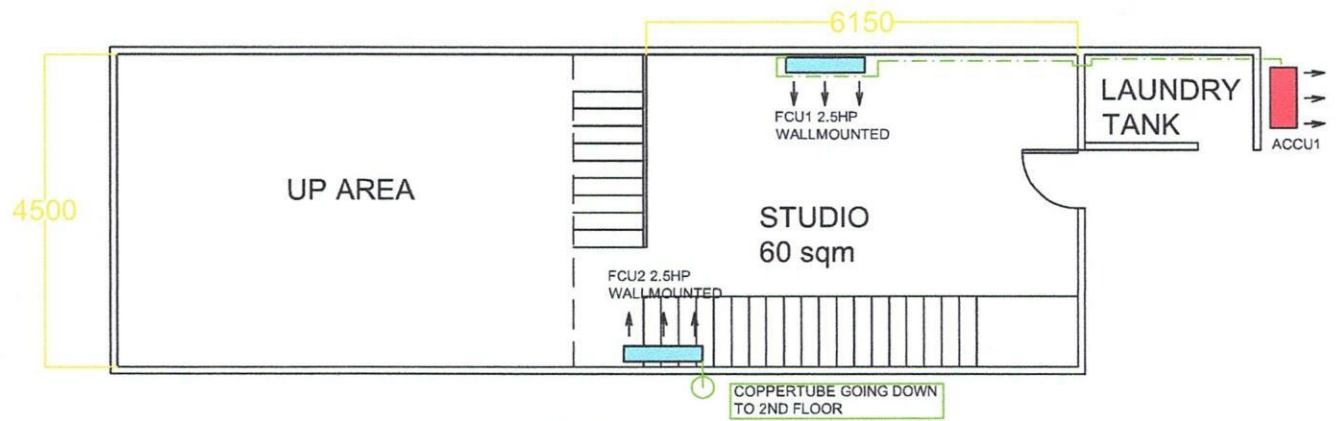 6150
LAUNDRY
TANK
FCU1 2.5HP
WALLMOUNTED
ACCU1
UP AREA
4500
STUDIO
60 sqm
FCU2 2.5HP
WALLMOUNTED
COPPERTUBE GOING DOWN
TO 2ND FLOOR